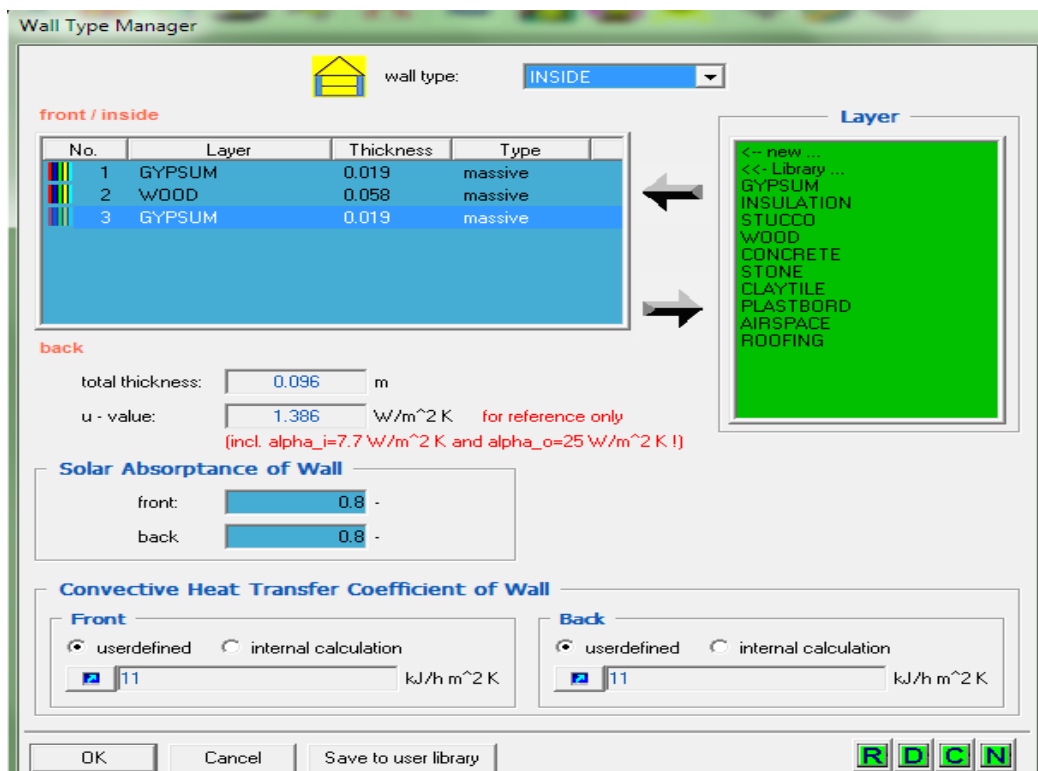 Wall Type Manager
wall type: INSIDE
front / inside
Layer
No. Layer Thickness Type
1 GYPSUM 0.019 massive
2 WOOD 0.058 massive
3 GYPSUM 0.019 massive
<-- new ...
<<- Library ...
GYPSUM
INSULATION
STUCCO
WOOD
CONCRETE
STONE
CLAYTILE
PLASTBORD
AIRSPACE
ROOFING
back
total thickness: 0.096 m
u - value: 1.386 W/m^2 K for reference only
(incl. alpha_i=7.7 W/m^2 K and alpha_o=25 W/m^2 K !)
Solar Absorptance of Wall
front: 0.8 -
back 0.8 -
Convective Heat Transfer Coefficient of Wall
Front
userdefined internal calculation
11 kJ/h m^2 K
Back
userdefined internal calculation
11 kJ/h m^2 K
OK Cancel Save to user library R D C N